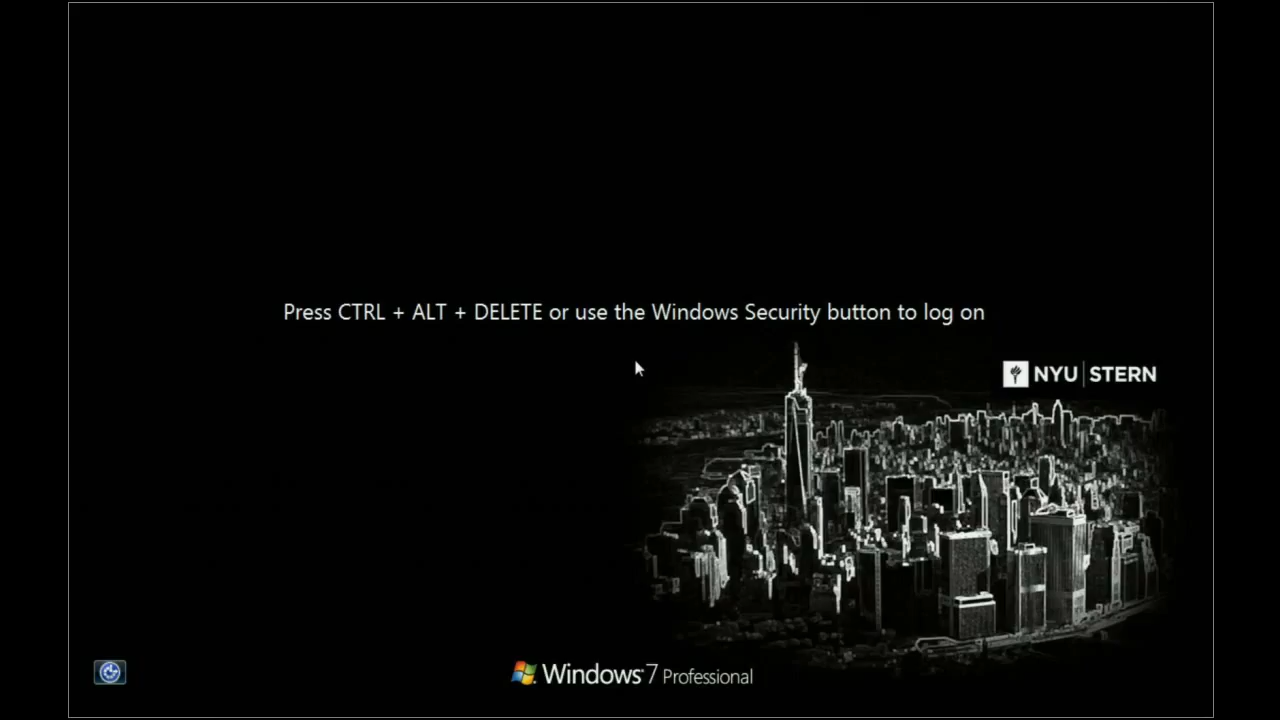 Press CTRL + ALT + DELETE or use the Windows Security button to log on
NYU | STERN
Windows 7 Professional